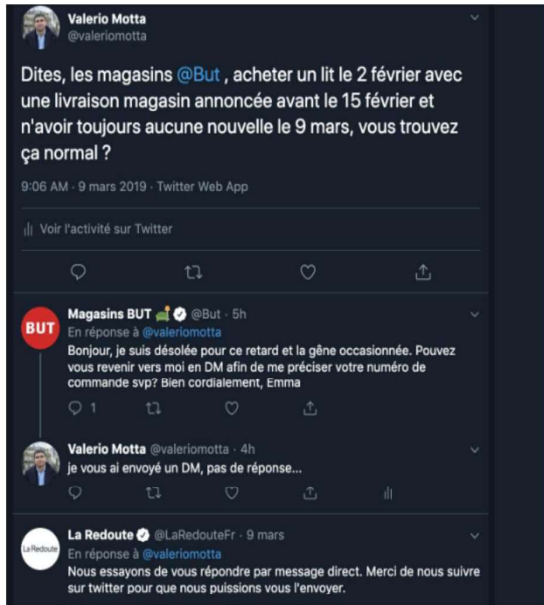 Valerio Motta
@valeriomotta
Dites, les magasins @But , acheter un lit le 2 février avec
une livraison magasin annoncée avant le 15 février et
n'avoir toujours aucune nouvelle le 9 mars, vous trouvez
ça normal ?
9:06 AM · 9 mars 2019 · Twitter Web App
Voir l'activité sur Twitter
BUT
Magasins BUT 🛋️ @But · 5h
En réponse à @valeriomotta
Bonjour, je suis désolée pour ce retard et la gêne occasionnée. Pouvez
vous revenir vers moi en DM afin de me préciser votre numéro de
commande svp? Bien cordialement, Emma
1
Valerio Motta @valeriomotta · 4h
je vous ai envoyé un DM, pas de réponse...
La Redoute
La Redoute @LaRedouteFr · 9 mars
En réponse à @valeriomotta
Nous essayons de vous répondre par message direct. Merci de nous suivre
sur twitter pour que nous puissions vous l'envoyer.